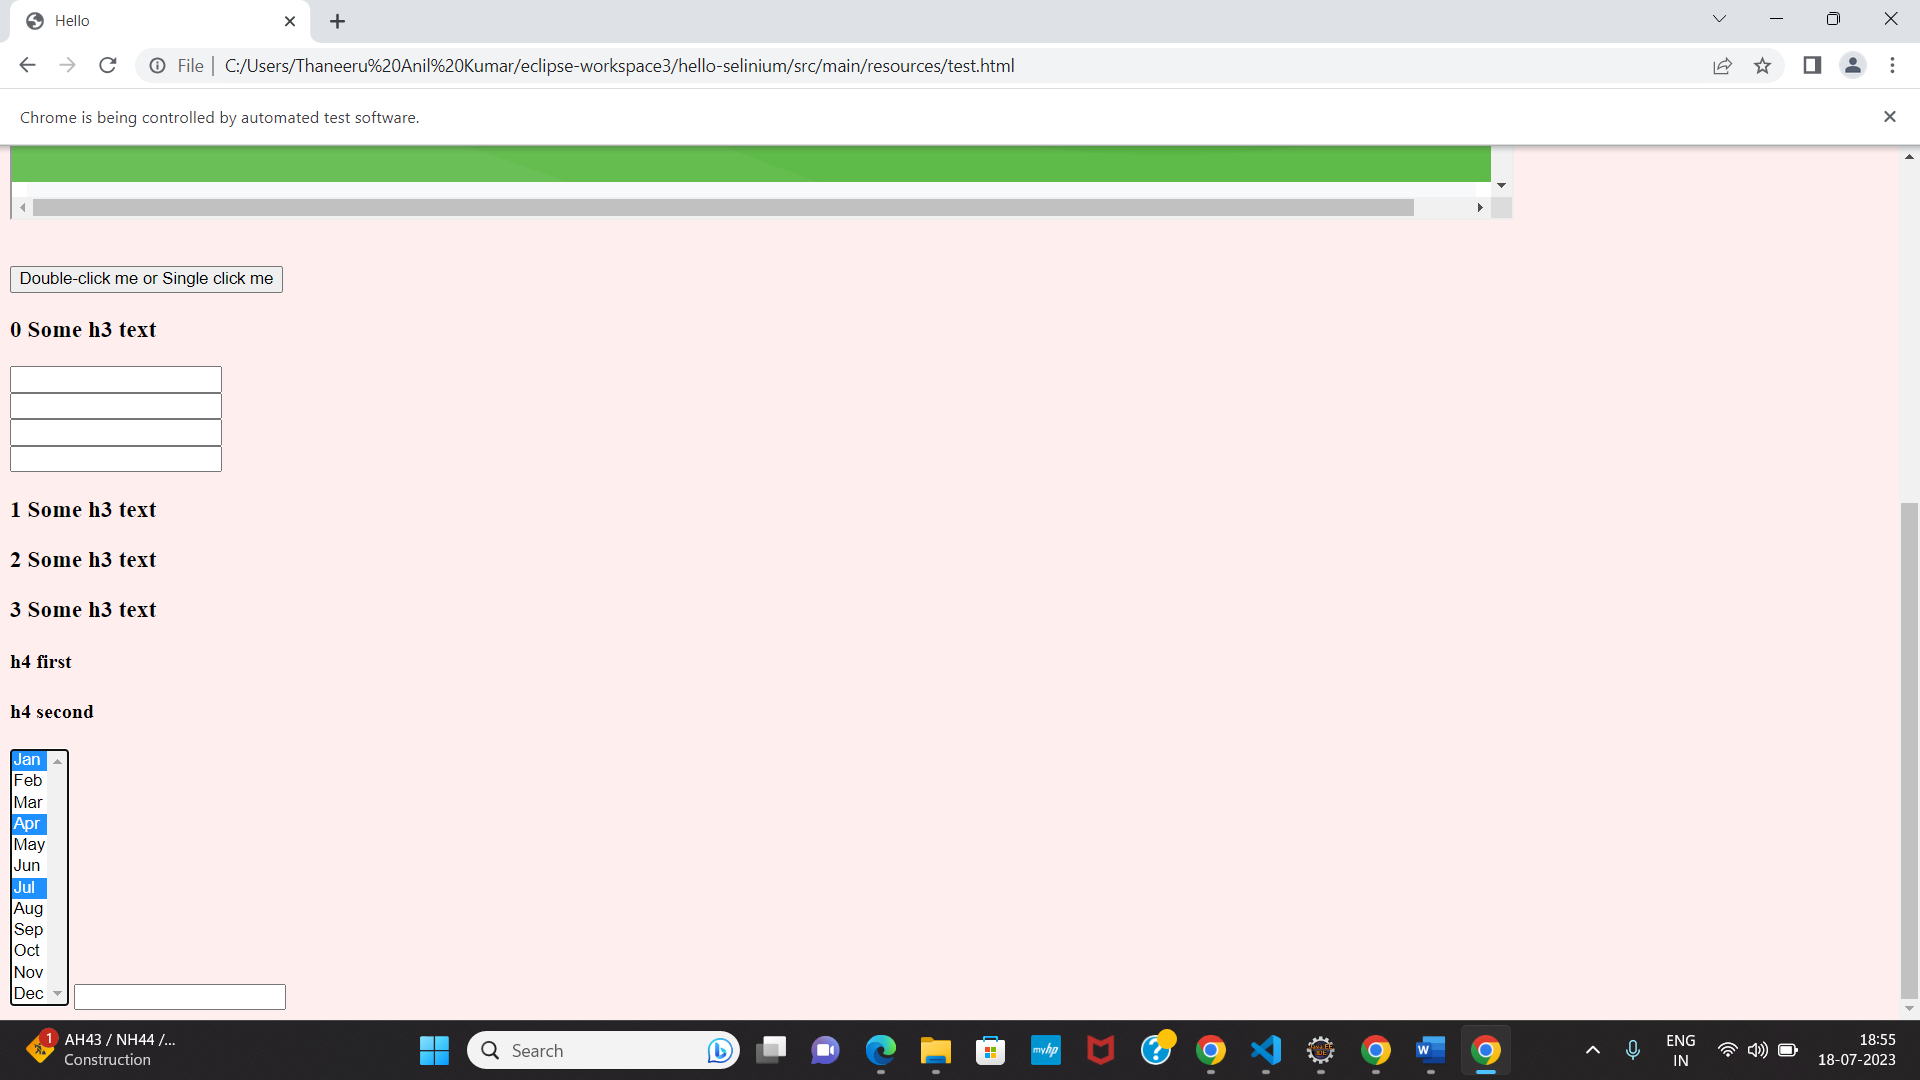 Hello
File
C:/Users/Thaneeru%20Anil%20Kumar/eclipse-workspace3/hello-selinium/src/main/resources/test.html
Chrome is being controlled by automated test software.
Double-click me or Single click me
0 Some h3 text
1 Some h3 text
2 Some h3 text
3 Some h3 text
h4 first
h4 second
Jan
Feb
Mar
Apr
May
Jun
Jul
Aug
Sep
Oct
Nov
Dec
1
AH43 / NH44 /...
Construction
Search
myhp
ENG
IN
18:55
18-07-2023